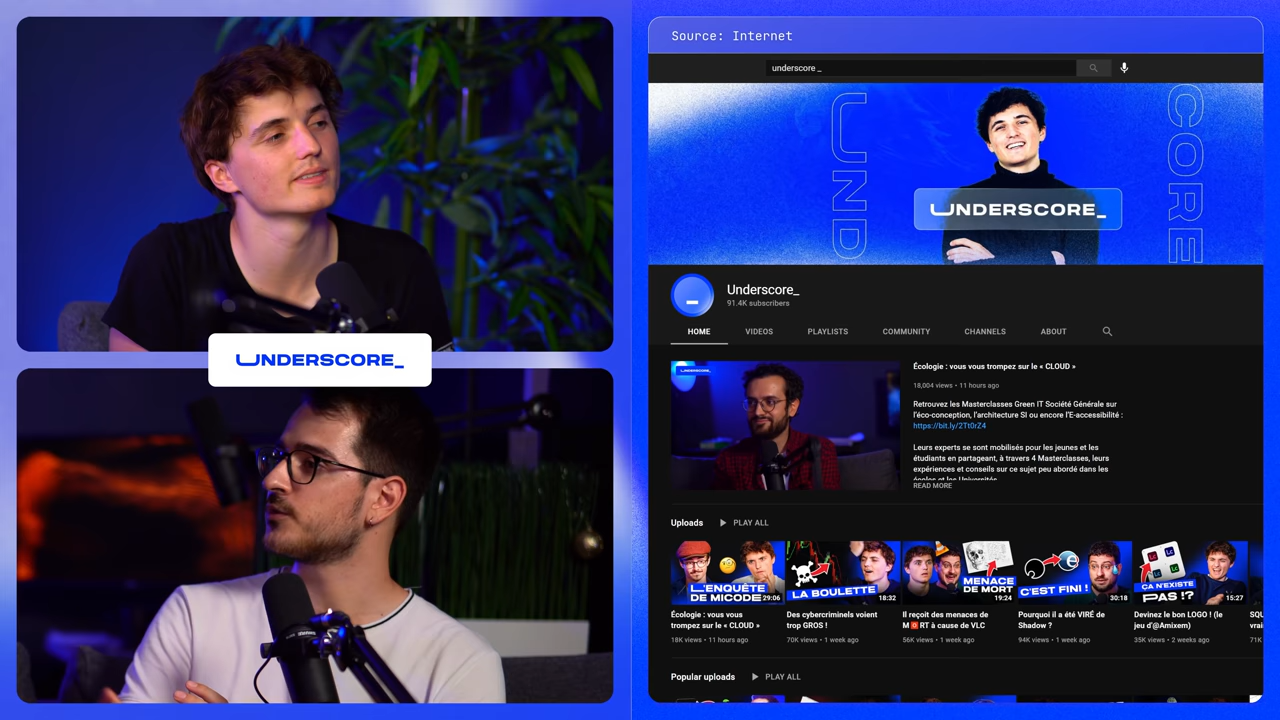 UNDERSCORE_
Source: Internet
underscore _
UND
CORE
UNDERSCORE_
Underscore_
91.4K subscribers
HOME
VIDEOS
PLAYLISTS
COMMUNITY
CHANNELS
ABOUT
UNDERSCORE_
Écologie : vous vous trompez sur le « CLOUD »
18,004 views • 11 hours ago
Retrouvez les Masterclasses Green IT Société Générale sur
l'éco-conception, l'architecture SI ou encore l'E-accessibilité :
https://bit.ly/2Tt0rZ4
Leurs experts se sont mobilisés pour les jeunes et les
étudiants en partageant, à travers 4 Masterclasses, leurs
expériences et conseils sur ce sujet peu abordé dans les
écoles et les Universités
READ MORE
Uploads
PLAY ALL
L'ENQUÊTE
DE MICODE
29:06
LA BOULETTE
18:32
MENACE
DE MORT
19:24
C'EST FINI !
30:18
ÇA N'EXISTE
PAS !?
15:27
Écologie : vous vous
trompez sur le « CLOUD »
18K views • 11 hours ago
Des cybercriminels voient
trop GROS !
70K views • 1 week ago
Il reçoit des menaces de
M🅾RT à cause de VLC
56K views • 1 week ago
Pourquoi il a été VIRÉ de
Shadow ?
94K views • 1 week ago
Devinez le bon LOGO ! (le
jeu d'@Amixem)
35K views • 2 weeks ago
71K
Popular uploads
PLAY ALL